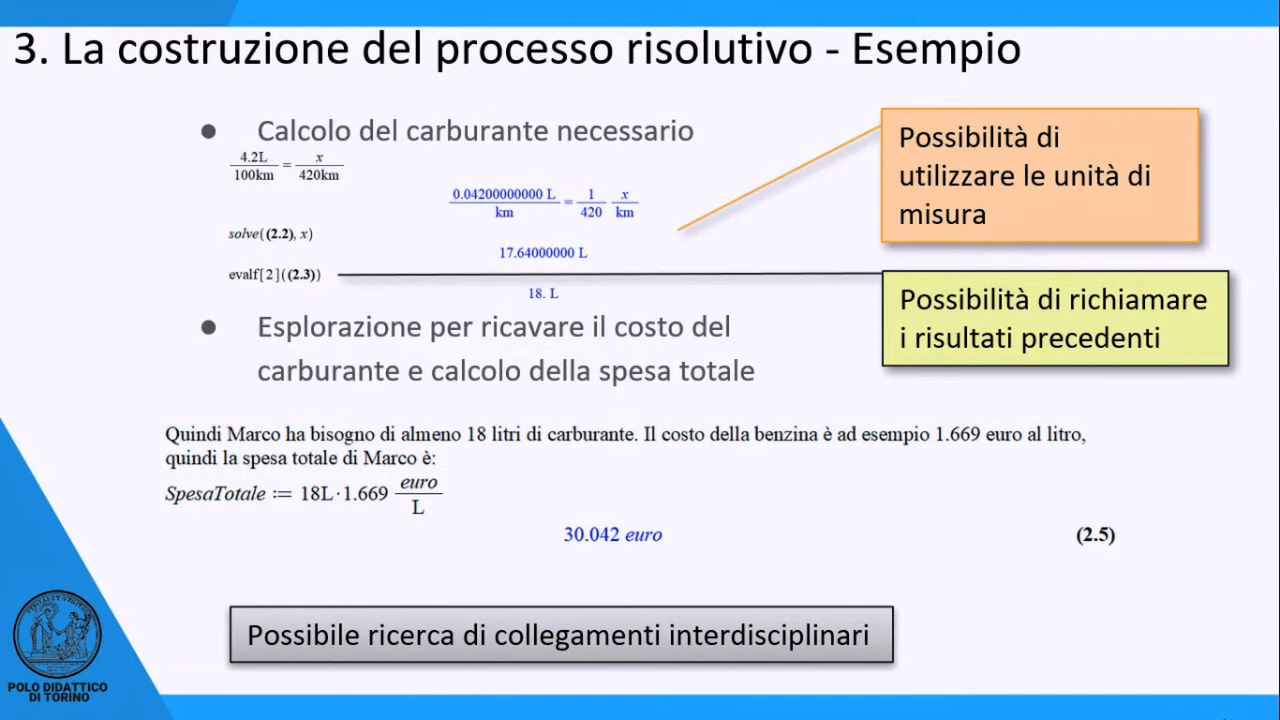 3. La costruzione del processo risolutivo - Esempio
● Calcolo del carburante necessario
4.2L/100km = x/420km
0.04200000000 L/km = 1/420 x/km
solve((2.2), x)
17.64000000 L
evalf[2]((2.3))
18. L
Possibilità di
utilizzare le unità di
misura
Possibilità di richiamare
i risultati precedenti
● Esplorazione per ricavare il costo del
carburante e calcolo della spesa totale
Quindi Marco ha bisogno di almeno 18 litri di carburante. Il costo della benzina è ad esempio 1.669 euro al litro,
quindi la spesa totale di Marco è:
SpesaTotale := 18L·1.669 euro/L
30.042 euro (2.5)
Possibile ricerca di collegamenti interdisciplinari
POLO DIDATTICO
DI TORINO